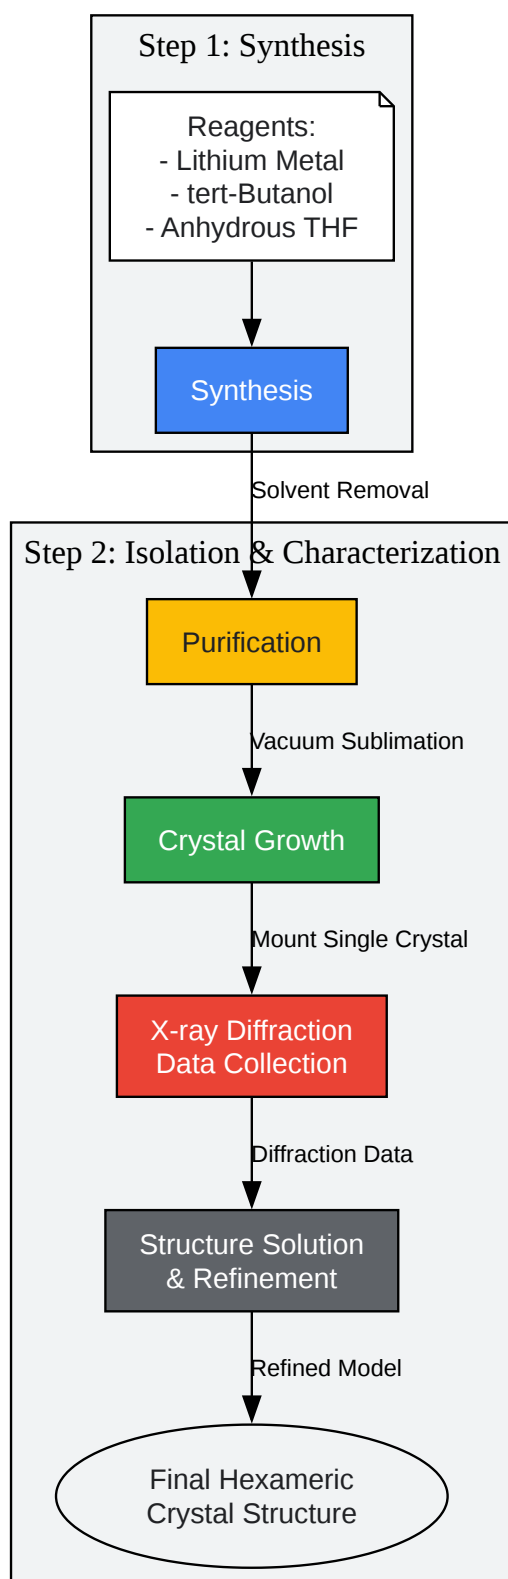 Step 1: Synthesis
Reagents:
- Lithium Metal
- tert-Butanol
- Anhydrous THF
Synthesis
Solvent Removal
Step 2: Isolation & Characterization
Purification
Vacuum Sublimation
Crystal Growth
Mount Single Crystal
X-ray Diffraction
Data Collection
Diffraction Data
Structure Solution
& Refinement
Refined Model
Final Hexameric
Crystal Structure